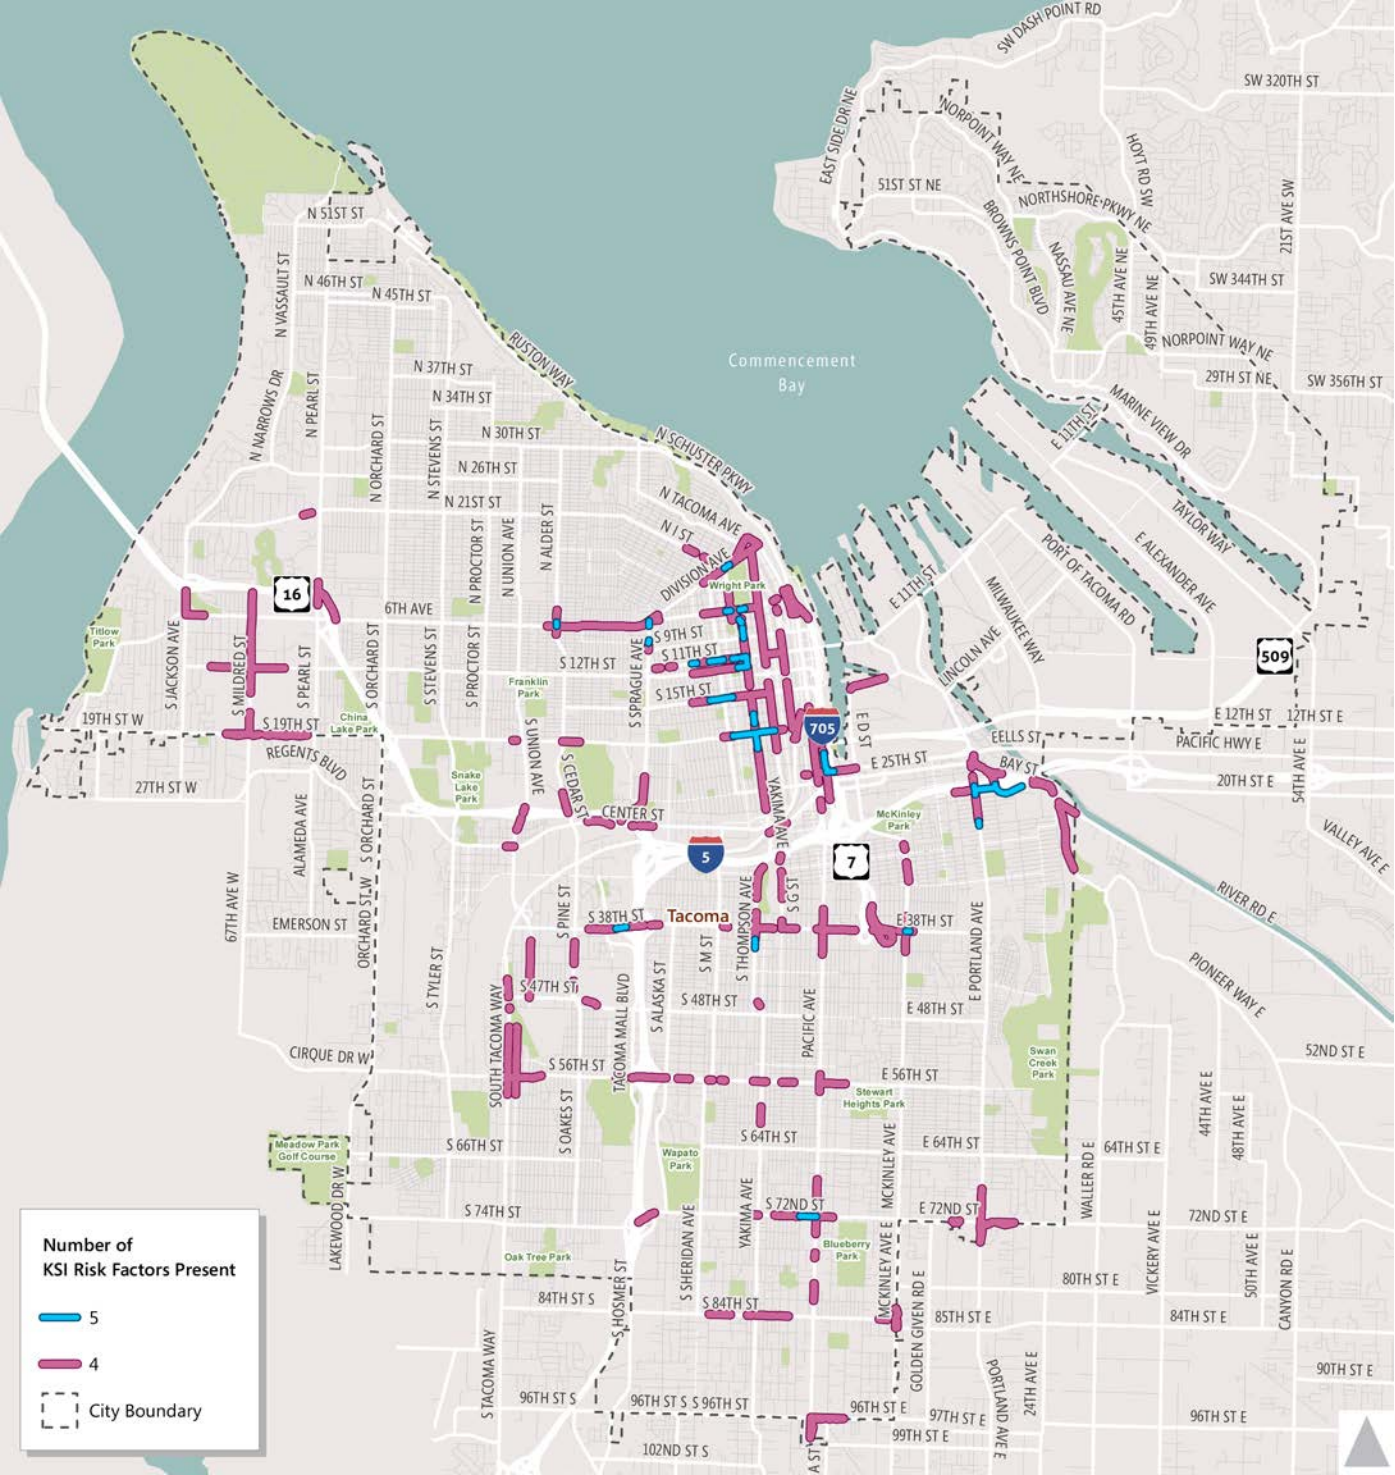 SW DASH POINT RD
SW 320TH ST
EAST SIDE DR NE
NORPOINT WAY NE
HOYT RD SW
51ST ST NE
NORTHSHORE PKWY NE
21ST AVE SW
BROWNS POINT BLVD
NASSAU AVE NE
45TH AVE NE
49TH AVE NE
SW 344TH ST
NORPOINT WAY NE
29TH ST NE
SW 356TH ST
MARINE VIEW DR
E 11TH ST
TAYLOR WAY
E ALEXANDER AVE
PORT OF TACOMA RD
MILWAUKEE WAY
LINCOLN AVE
E 11TH ST
509
N 51ST ST
N VASSAULT ST
N 46TH ST
N 45TH ST
RUSTON WAY
Commencement
Bay
N 37TH ST
N 34TH ST
N NARROWS DR
N PEARL ST
N ORCHARD ST
N STEVENS ST
N 30TH ST
N SCHUSTER PKWY
N 26TH ST
N 21ST ST
N TACOMA AVE
N I ST
N PROCTOR ST
N UNION AVE
N ALDER ST
DIVISION AVE
Wright Park
16
6TH AVE
Titlow
Park
S JACKSON AVE
S MILDRED ST
S PEARL ST
S ORCHARD ST
S STEVENS ST
S PROCTOR ST
S 9TH ST
S 11TH ST
S 12TH ST
S SPRAGUE AVE
Franklin
Park
S 15TH ST
19TH ST W
S 19TH ST
China
Lake Park
REGENTS BLVD
27TH ST W
S UNION AVE
S CEDAR ST
Snake
Lake
Park
CENTER ST
YAKIMA AVE
705
E D ST
E 25TH ST
EELLS ST
BAY ST
E 12TH ST
12TH ST E
PACIFIC HWY E
20TH ST E
54TH AVE E
VALLEY AVE E
RIVER RD E
McKinley
Park
5
7
ALAMEDA AVE
S ORCHARD ST
67TH AVE W
EMERSON ST
ORCHARD ST W
S PINE ST
S 38TH ST
Tacoma
S M ST
S THOMPSON AVE
S G ST
E 38TH ST
E PORTLAND AVE
S TYLER ST
SOUTH TACOMA WAY
S 47TH ST
TACOMA MALL BLVD
S ALASKA ST
S 48TH ST
PACIFIC AVE
E 48TH ST
PIONEER WAY E
CIRQUE DR W
S 56TH ST
E 56TH ST
Stewart
Heights Park
Swan
Creek
Park
52ND ST E
S OAKES ST
S 66TH ST
S 64TH ST
E 64TH ST
64TH ST E
44TH AVE E
48TH AVE E
Meadow Park
Golf Course
LAKEWOOD DR W
Wapato
Park
MCKINLEY AVE
WALLER RD E
S 74TH ST
YAKIMA AVE
S 72ND ST
E 72ND ST
72ND ST E
Oak Tree Park
S SHERIDAN AVE
Blueberry
Park
MCKINLEY AVE E
GOLDEN GIVEN RD E
80TH ST E
VICKERY AVE E
50TH AVE E
CANYON RD E
84TH ST S
S HOSMER ST
S 84TH ST
85TH ST E
84TH ST E
S TACOMA WAY
PORTLAND AVE E
24TH AVE E
90TH ST E
96TH ST S
96TH ST S
S 96TH ST
96TH ST E
97TH ST E
96TH ST E
99TH ST E
102ND ST S
A ST
Number of
KSI Risk Factors Present
5
4
City Boundary